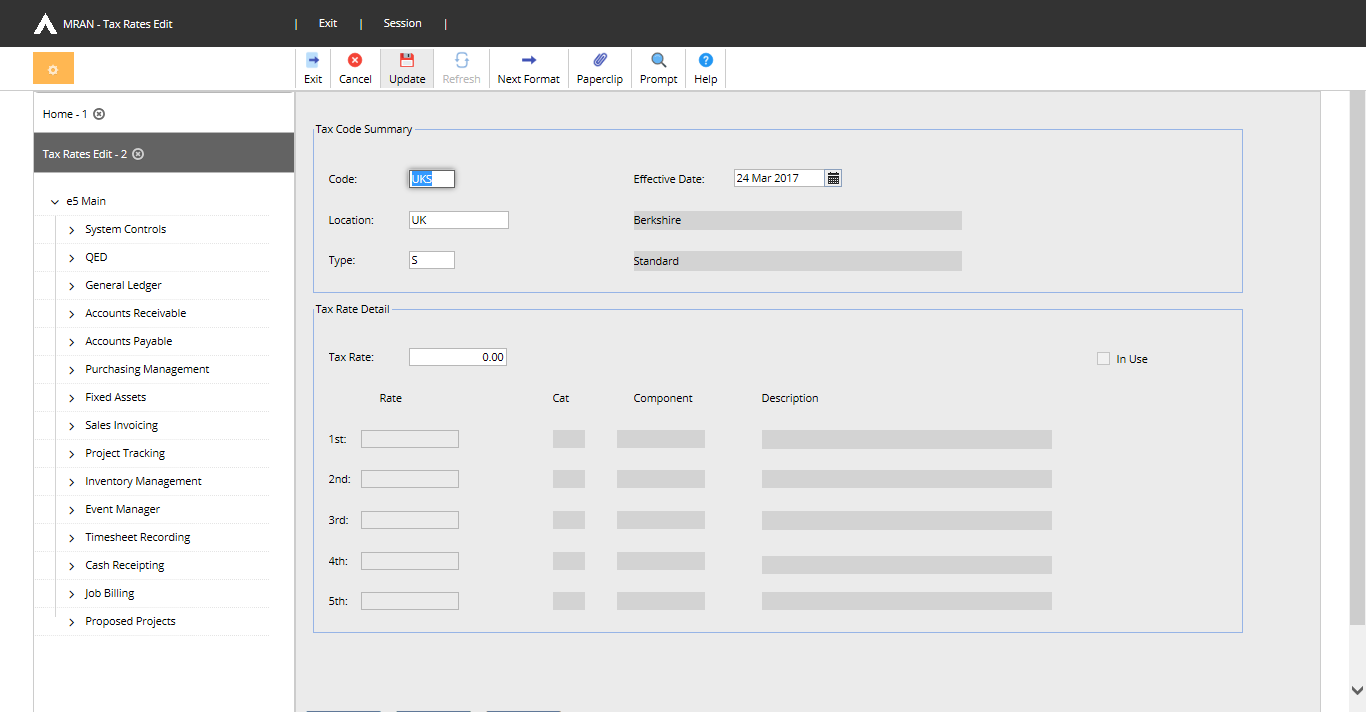 MRAN - Tax Rates Edit | Exit | Session |
Exit Cancel Update Refresh Next Format Paperclip Prompt Help
Home - 1
Tax Rates Edit - 2
e5 Main
System Controls
QED
General Ledger
Accounts Receivable
Accounts Payable
Purchasing Management
Fixed Assets
Sales Invoicing
Project Tracking
Inventory Management
Event Manager
Timesheet Recording
Cash Receipting
Job Billing
Proposed Projects
Tax Code Summary
Code: UKS Effective Date: 24 Mar 2017
Location: UK Berkshire
Type: S Standard
Tax Rate Detail
Tax Rate: 0.00 In Use
Rate Cat Component Description
1st:
2nd:
3rd:
4th:
5th: